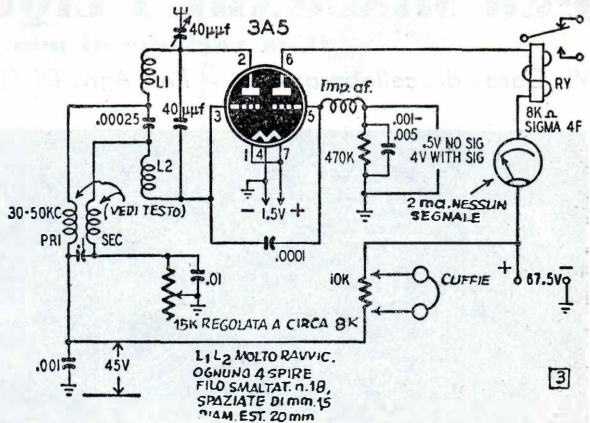 40µµf
3A5
2
6
L1
Imp. af.
RY
.00025
40µµf
3
5
.001-
.005
8K Ω
SIGMA 4F
L2
1
4
7
470K
.5V NO SIG
4V WITH SIG
30-50KC
(VEDI TESTO)
- 1,5V +
2 ma. NESSUN
SEGNALE
PRI
SEC
.0001
.1
.01
10K
CUFFIE
+ 67.5V -
15K REGOLATA A CIRCA 8K
.001
45V
L1 L2 MOLTO RAVVIC.
OGNUNO 4 SPIRE
FILO SMALTAT. n.18,
SPAZIATE DI mm. 1,5
DIAM. EST. 20 mm
3